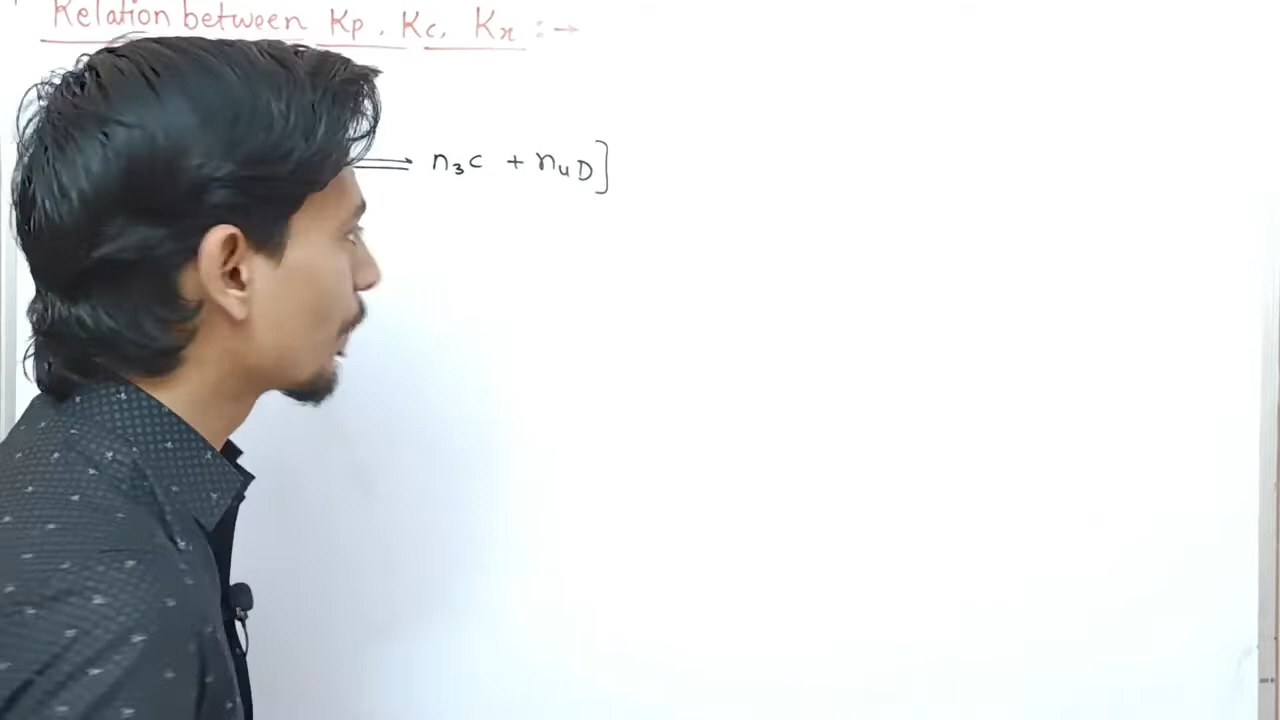 Relation between Kp, Kc, Kx :→
⇌ n₃C + n₄D]